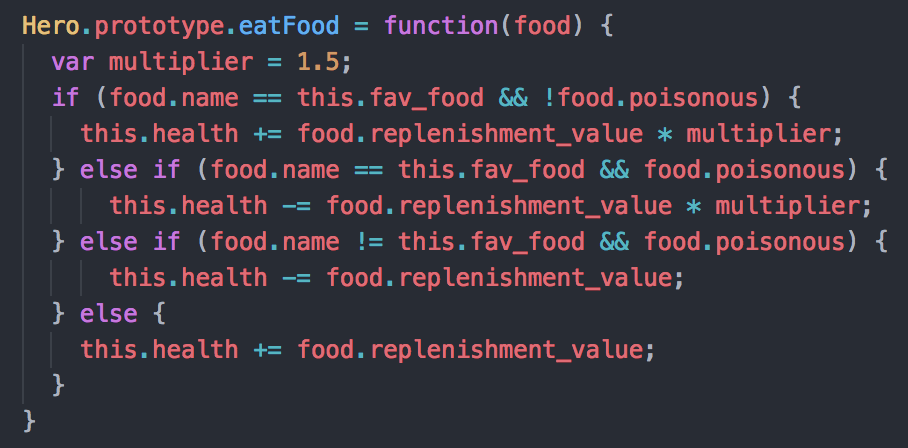 Hero.prototype.eatFood = function(food) {
  var multiplier = 1.5;
  if (food.name == this.fav_food && !food.poisonous) {
    this.health += food.replenishment_value * multiplier;
  } else if (food.name == this.fav_food && food.poisonous) {
      this.health -= food.replenishment_value * multiplier;
  } else if (food.name != this.fav_food && food.poisonous) {
      this.health -= food.replenishment_value;
  } else {
    this.health += food.replenishment_value;
  }
}